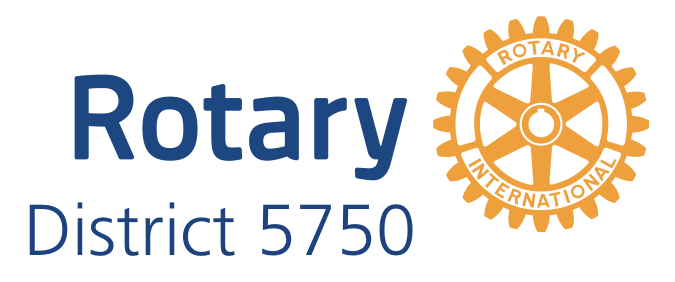 Rotary
District 5750
ROTARY
INTERNATIONAL